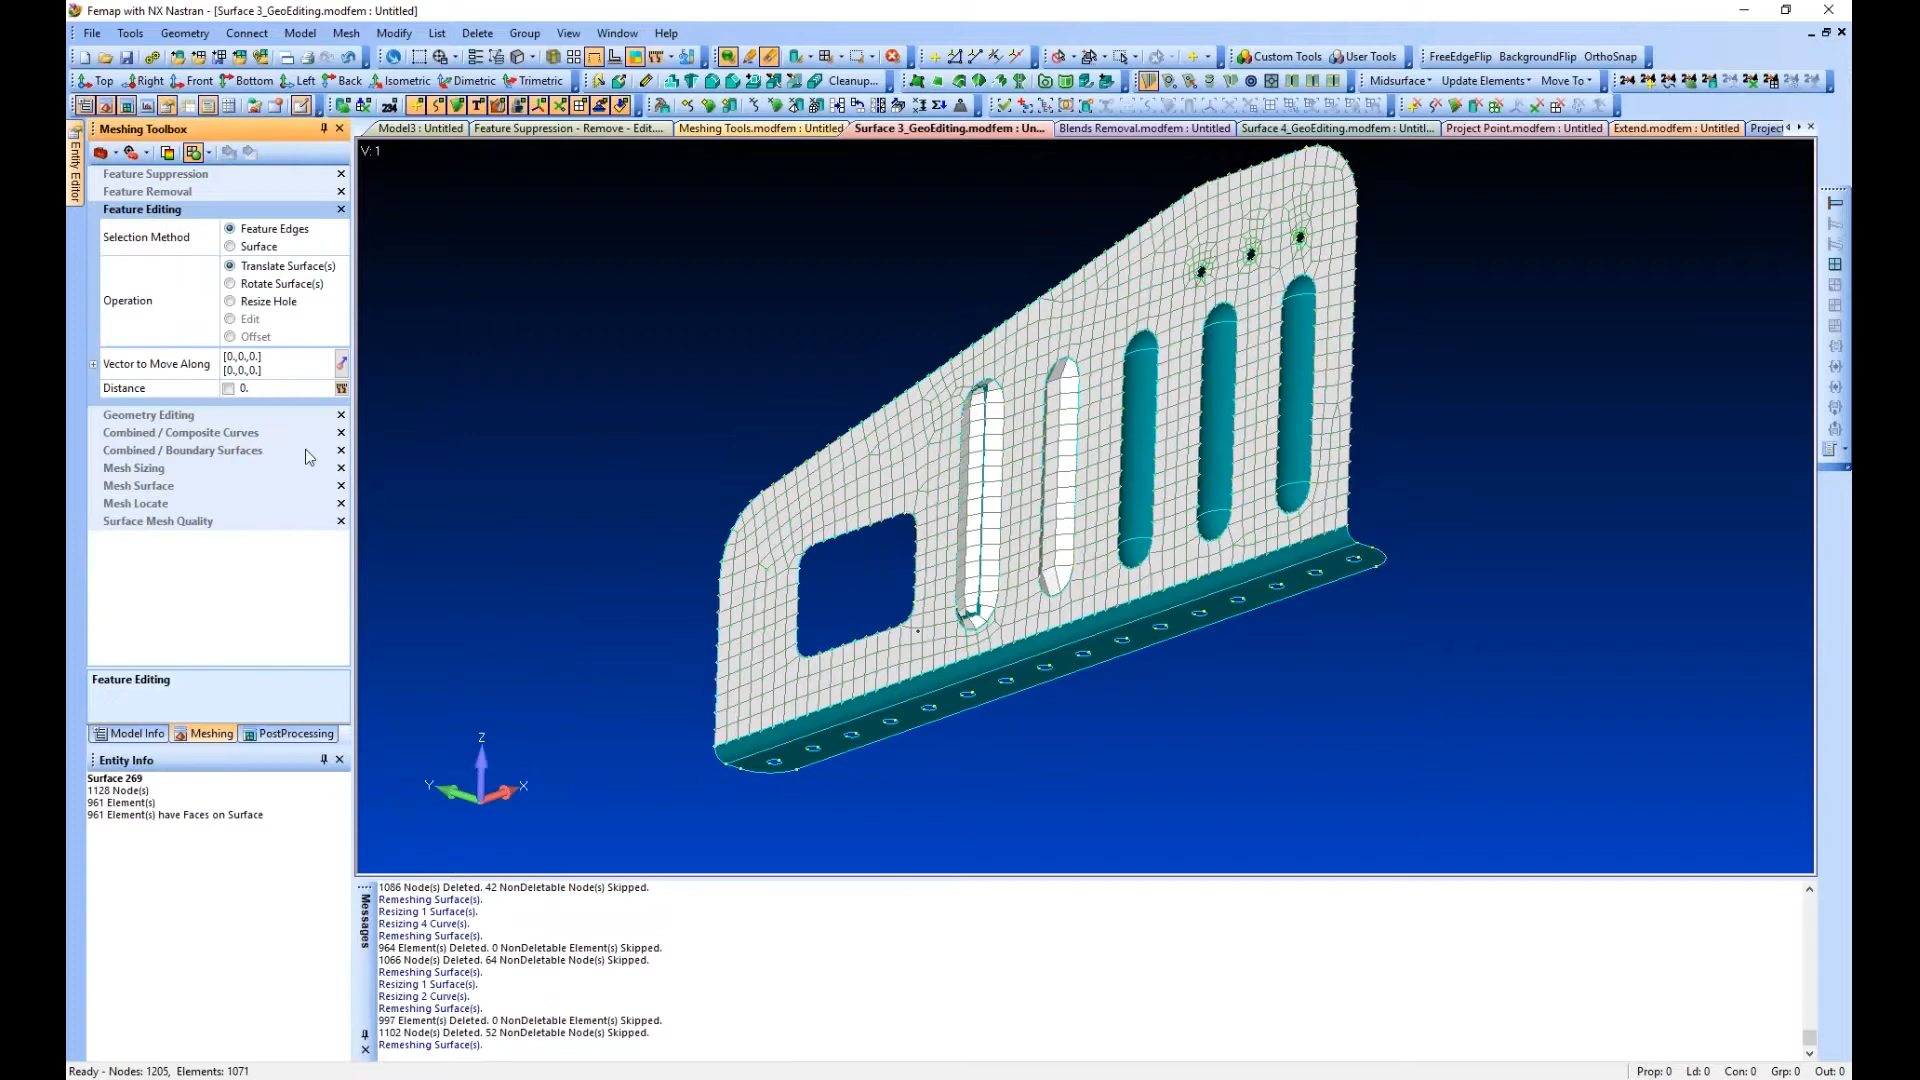 Femap with NX Nastran - [Surface 3_GeoEditing.modfem : Untitled]
File Tools Geometry Connect Model Mesh Modify List Delete Group View Window Help
Custom Tools User Tools FreeEdgeFlip BackgroundFlip OrthoSnap
Top Right Front Bottom Left Back Isometric Dimetric Trimetric Cleanup... Midsurface Update Elements Move To
234
Meshing Toolbox
Model3 : Untitled Feature Suppression - Remove - Edit.... Meshing Tools.modfem : Untitled Surface 3_GeoEditing.modfem : Un... Blends Removal.modfem : Untitled Surface 4_GeoEditing.modfem : Untitl... Project Point.modfem : Untitled Extend.modfem : Untitled Project
Entity Editor
V: 1
Feature Suppression
Feature Removal
Feature Editing
Selection Method
Feature Edges
Surface
Operation
Translate Surface(s)
Rotate Surface(s)
Resize Hole
Edit
Offset
Vector to Move Along
[0.,0.,0.]
[0.,0.,0.]
Distance 0.
Geometry Editing
Combined / Composite Curves
Combined / Boundary Surfaces
Mesh Sizing
Mesh Surface
Mesh Locate
Surface Mesh Quality
Feature Editing
Model Info Meshing PostProcessing
Entity Info
Surface 269
1128 Node(s)
961 Element(s)
961 Element(s) have Faces on Surface
Z
Y
X
Messages
1086 Node(s) Deleted. 42 NonDeletable Node(s) Skipped.
Remeshing Surface(s).
Resizing 1 Surface(s).
Resizing 4 Curve(s).
Remeshing Surface(s).
964 Element(s) Deleted. 0 NonDeletable Element(s) Skipped.
1066 Node(s) Deleted. 64 NonDeletable Node(s) Skipped.
Remeshing Surface(s).
Resizing 1 Surface(s).
Resizing 2 Curve(s).
Remeshing Surface(s).
997 Element(s) Deleted. 0 NonDeletable Element(s) Skipped.
1102 Node(s) Deleted. 52 NonDeletable Node(s) Skipped.
Remeshing Surface(s).
Ready - Nodes: 1205, Elements: 1071
Prop: 0 Ld: 0 Con: 0 Grp: 0 Out: 0